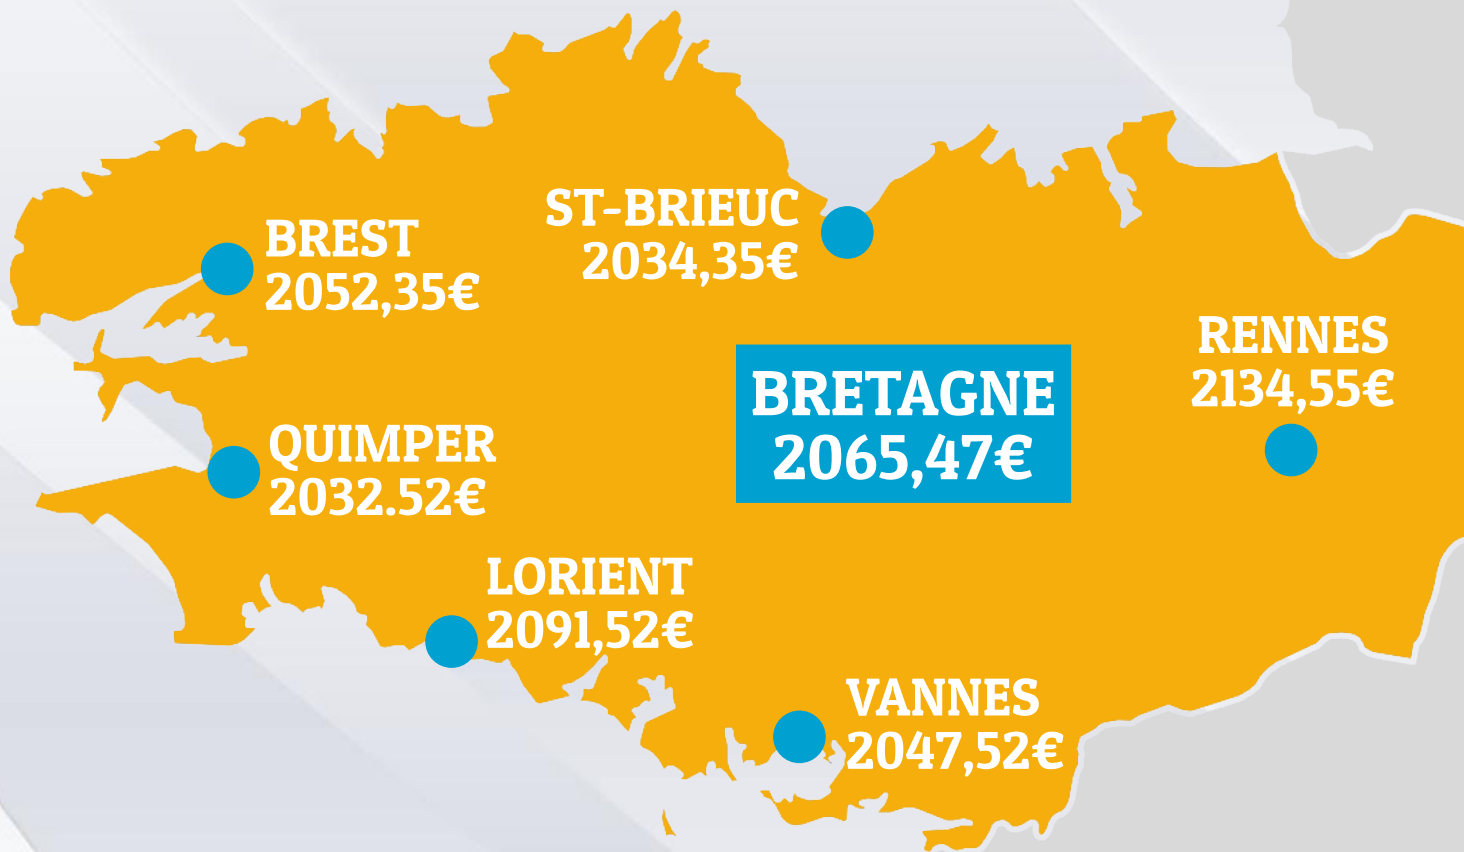 BREST
2052,35€
ST-BRIEUC
2034,35€
RENNES
2134,55€
BRETAGNE
2065,47€
QUIMPER
2032.52€
LORIENT
2091,52€
VANNES
2047,52€